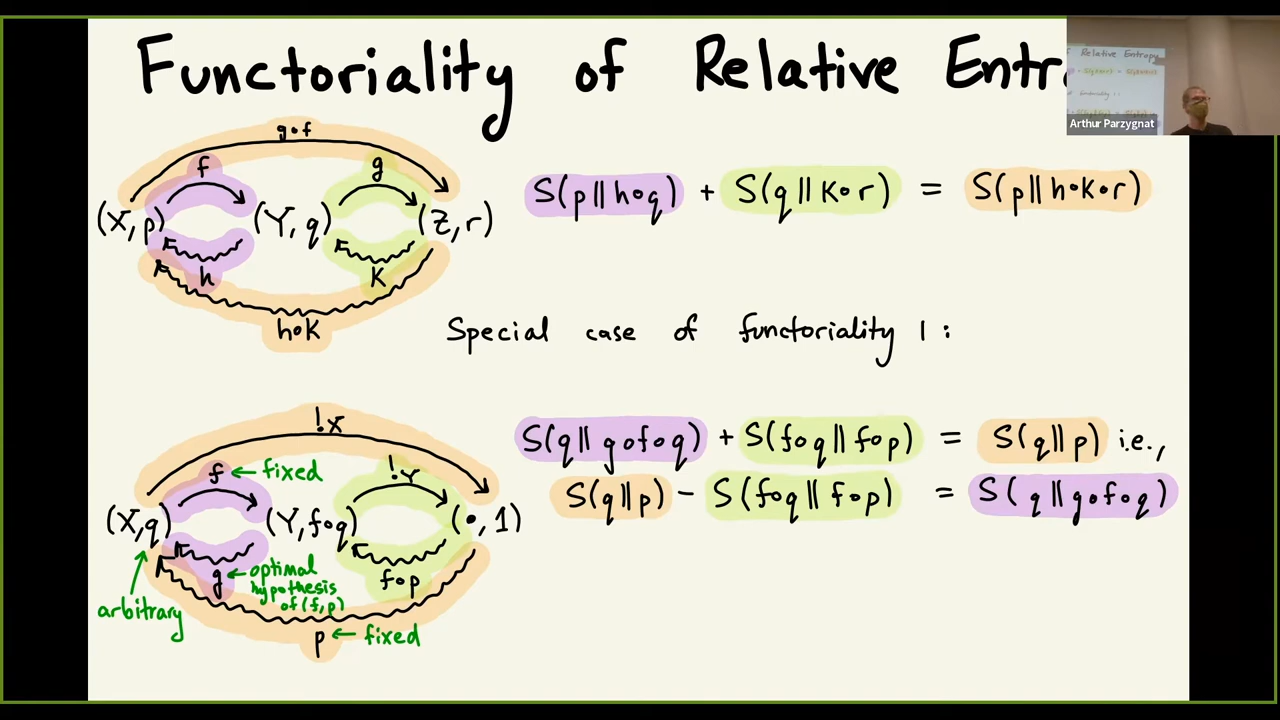 Functoriality of Relative Entr
Arthur Parzygnat
g∘f
f
g
(X, p)
(Y, q)
(Z, r)
h
K
h∘K
S(p||h∘q) + S(q||K∘r) = S(p||h∘K∘r)
Special case of functoriality 1:
!X
f ← fixed
!Y
(X,q)
(Y, f∘q)
(•, 1)
g ← optimal
hypothesis
of (f,p)
f∘p
arbitrary
p ← fixed
S(q||g∘f∘q) + S(f∘q||f∘p) = S(q||p) i.e.,
S(q||p) - S(f∘q||f∘p) = S(q||g∘f∘q)